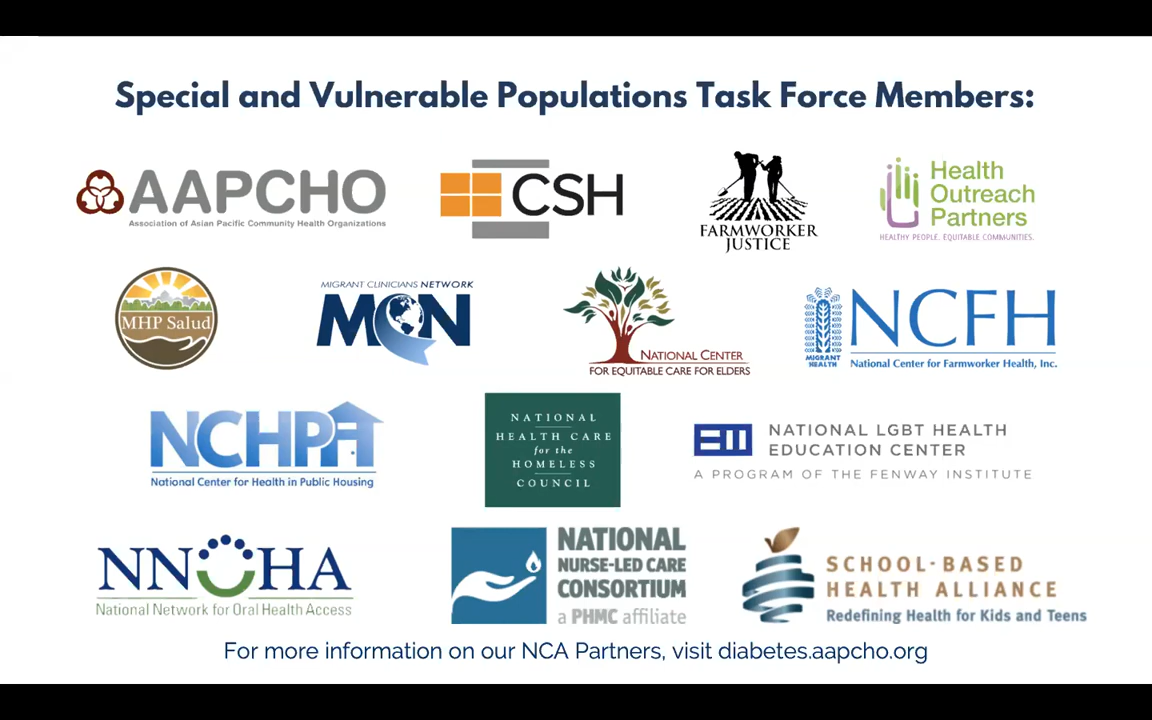 Special and Vulnerable Populations Task Force Members:
AAPCHO
Association of Asian Pacific Community Health Organizations
CSH
FARMWORKER
JUSTICE
Health
Outreach
Partners
HEALTHY PEOPLE. EQUITABLE COMMUNITIES.
MHP Salud
MIGRANT CLINICIANS NETWORK
MCN
NATIONAL CENTER
FOR EQUITABLE CARE FOR ELDERS
MIGRANT
HEALTH
NCFH
National Center for Farmworker Health, Inc.
NCHPH
National Center for Health in Public Housing
NATIONAL
HEALTH CARE
for the
HOMELESS
COUNCIL
NATIONAL LGBT HEALTH
EDUCATION CENTER
A PROGRAM OF THE FENWAY INSTITUTE
NNOHA
National Network for Oral Health Access
NATIONAL
NURSE-LED CARE
CONSORTIUM
a PHMC affiliate
SCHOOL-BASED
HEALTH ALLIANCE
Redefining Health for Kids and Teens
For more information on our NCA Partners, visit diabetes.aapcho.org